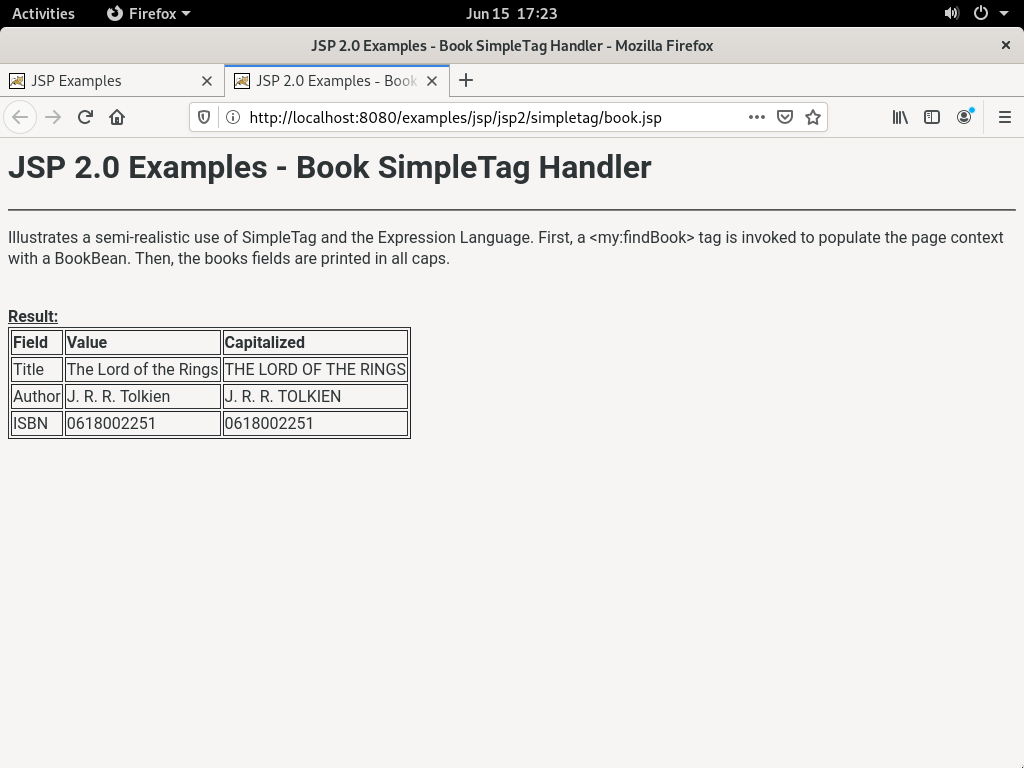 Activities Firefox Jun 15 17:23
JSP 2.0 Examples - Book SimpleTag Handler - Mozilla Firefox
JSP Examples JSP 2.0 Examples - Book
http://localhost:8080/examples/jsp/jsp2/simpletag/book.jsp
JSP 2.0 Examples - Book SimpleTag Handler
Illustrates a semi-realistic use of SimpleTag and the Expression Language. First, a <my:findBook> tag is invoked to populate the page context
with a BookBean. Then, the books fields are printed in all caps.
Result:
Field Value Capitalized
Title The Lord of the Rings THE LORD OF THE RINGS
Author J. R. R. Tolkien J. R. R. TOLKIEN
ISBN 0618002251 0618002251